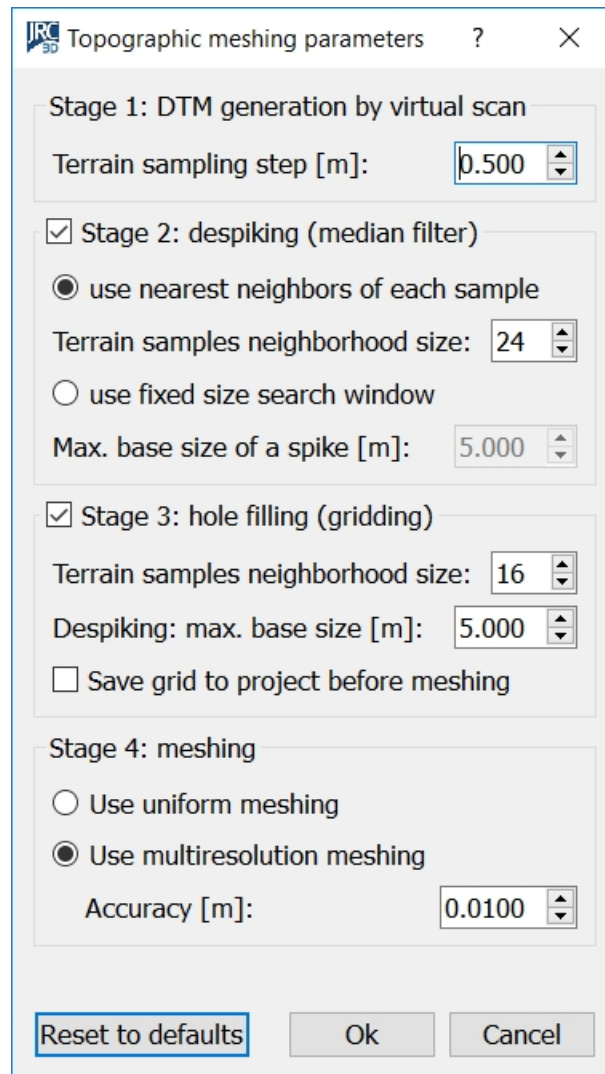 JRC 3D Topographic meshing parameters ?
Stage 1: DTM generation by virtual scan
Terrain sampling step [m]: 0.500
Stage 2: despiking (median filter)
use nearest neighbors of each sample
Terrain samples neighborhood size: 24
use fixed size search window
Max. base size of a spike [m]: 5.000
Stage 3: hole filling (gridding)
Terrain samples neighborhood size: 16
Despiking: max. base size [m]: 5.000
Save grid to project before meshing
Stage 4: meshing
Use uniform meshing
Use multiresolution meshing
Accuracy [m]: 0.0100
Reset to defaults Ok Cancel